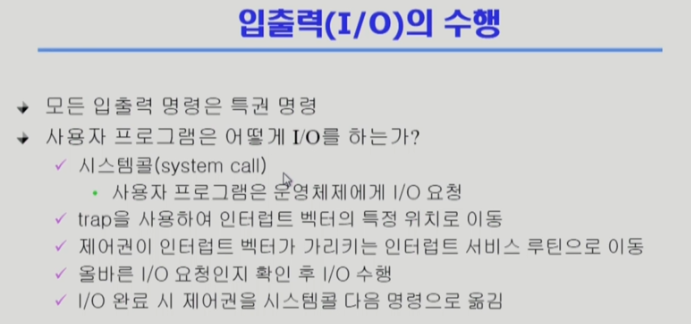 입출력(I/O)의 수행
모든 입출력 명령은 특권 명령
사용자 프로그램은 어떻게 I/O를 하는가?
시스템콜(system call)
사용자 프로그램은 운영체제에게 I/O 요청
trap을 사용하여 인터럽트 벡터의 특정 위치로 이동
제어권이 인터럽트 벡터가 가리키는 인터럽트 서비스 루틴으로 이동
올바른 I/O 요청인지 확인 후 I/O 수행
I/O 완료 시 제어권을 시스템콜 다음 명령으로 옮김